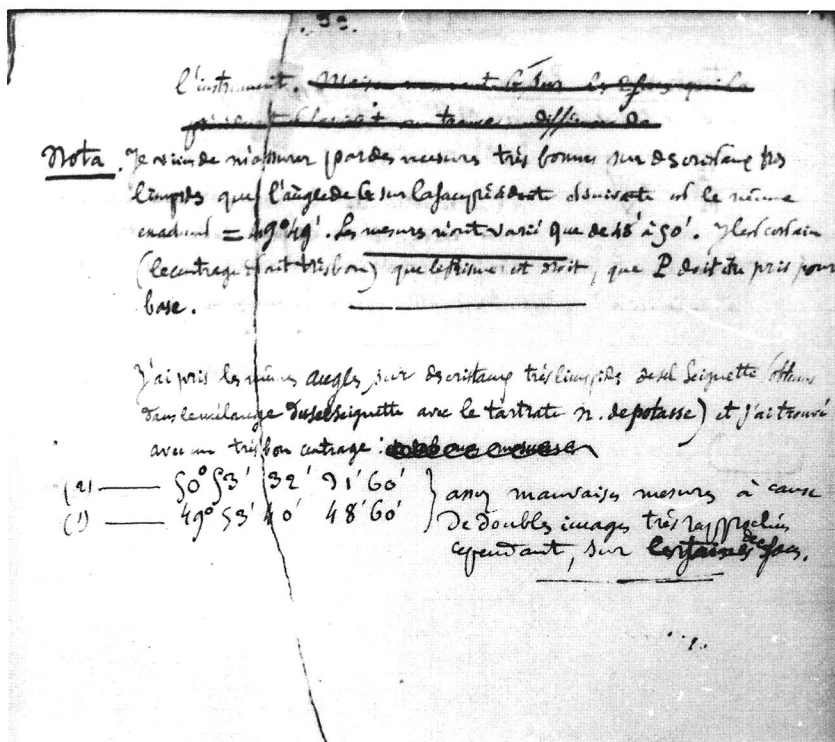 l'instrument.
Nota. Je viens de m'assurer par des mesures très bonnes sur des cristaux très
limpides que l'angle de G sur la face précédente et suivante est le même
exactement = 49° 49'. Les mesures n'ont varié que de 48' à 50'. Il est certain
(le centrage était très bon) que le prisme est droit, que P doit être pris pour
base.
J'ai pris les mêmes angles sur des cristaux très limpides de sel Seignette (obtenus
dans le mélange du sel seignette avec le tartrate n. de potasse) et j'ai trouvé
avec un très bon centrage :
(2) — 50° 53' 32' 31' 60'
(1) — 49° 53' 40' 48' 60'
assez mauvaises mesures à cause
de doubles images très rapprochées
cependant, sur certaines faces.